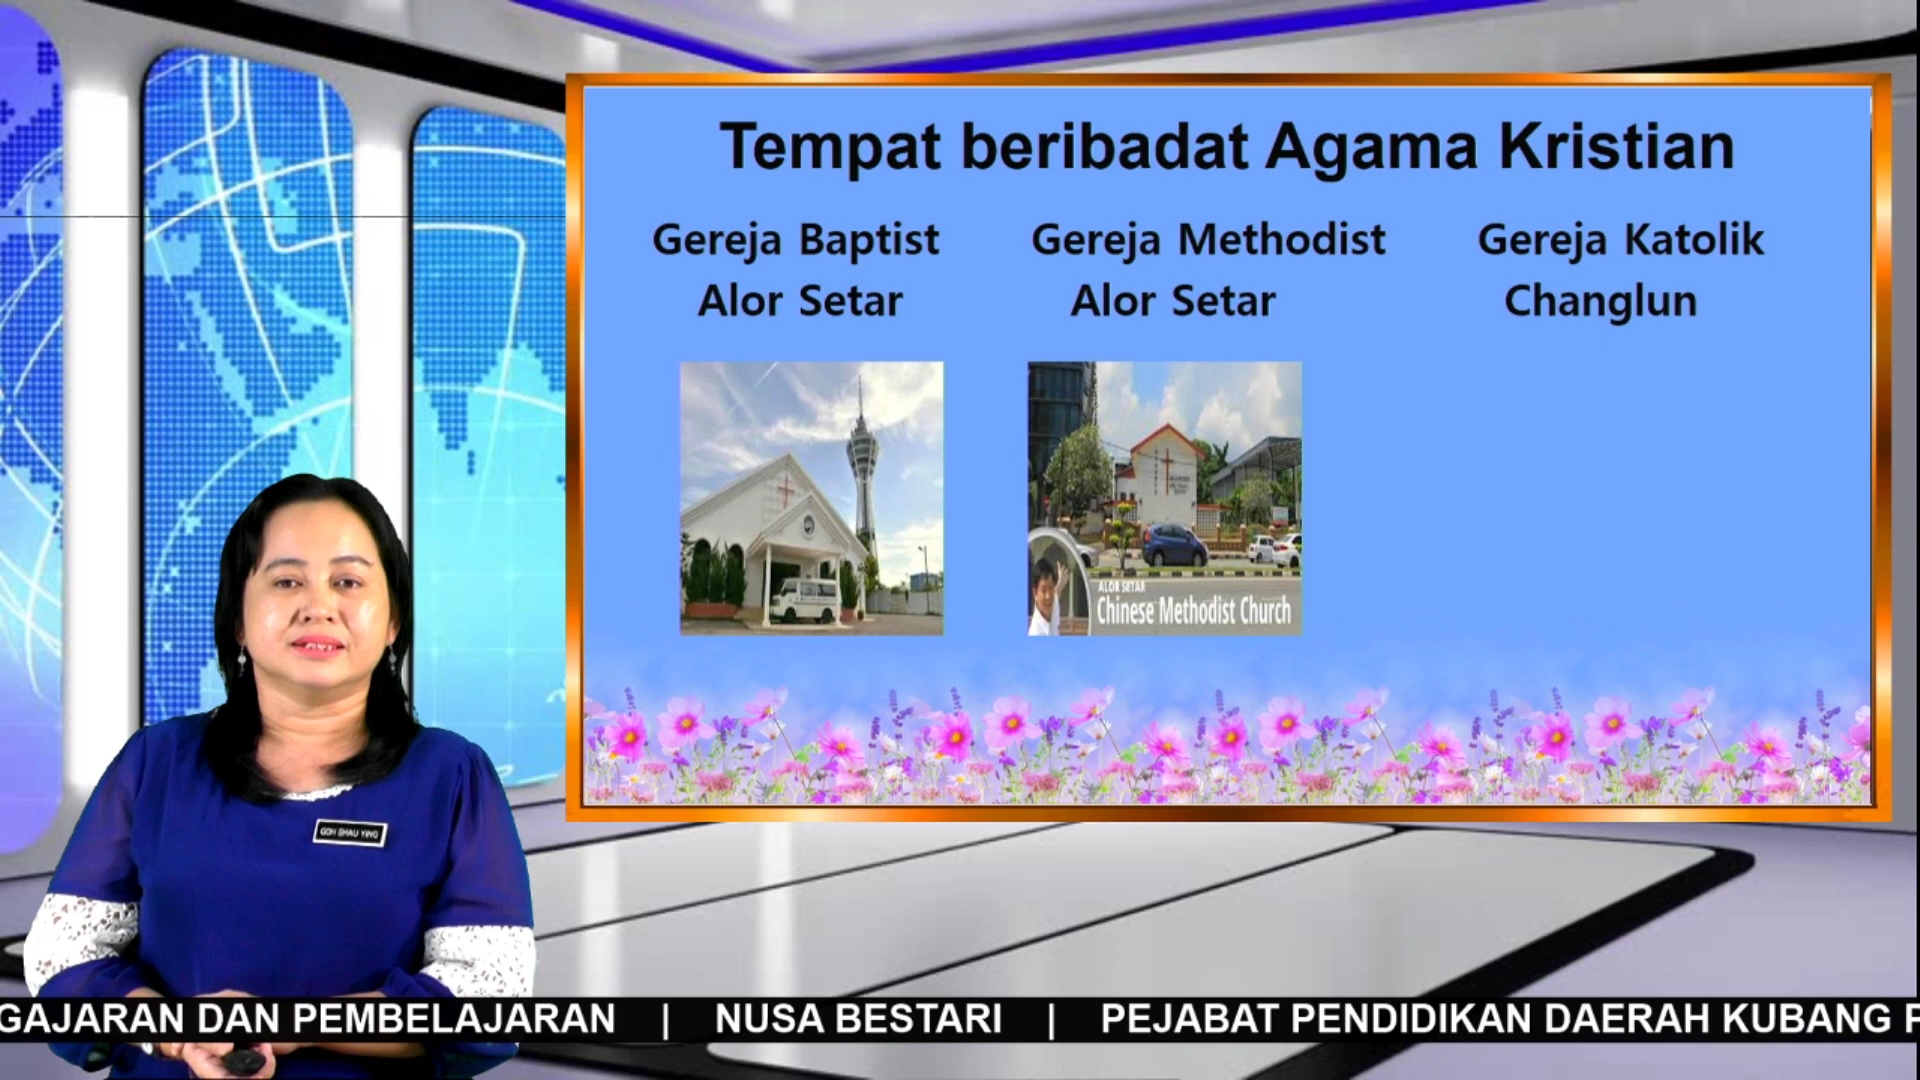 Tempat beribadat Agama Kristian
Gereja Baptist
Alor Setar
Gereja Methodist
Alor Setar
Gereja Katolik
Changlun
ALOR SETAR
Chinese Methodist Church
GOH SHAU YING
GAJARAN DAN PEMBELAJARAN | NUSA BESTARI | PEJABAT PENDIDIKAN DAERAH KUBANG P